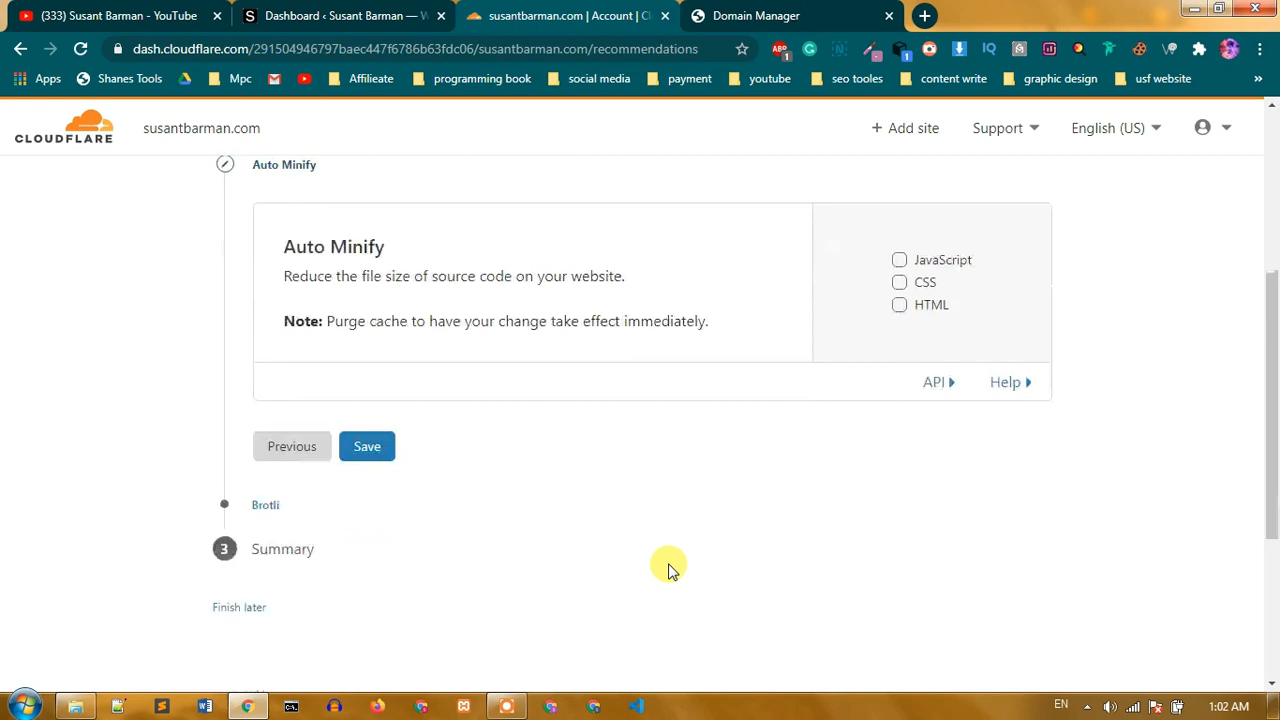 (333) Susant Barman - YouTube
Dashboard ‹ Susant Barman — W
susantbarman.com | Account | Cl
Domain Manager
dash.cloudflare.com/291504946797baec447f6786b63fdc06/susantbarman.com/recommendations
Apps
Shanes Tools
Mpc
Affilieate
programming book
social media
payment
youtube
seo tooles
content write
graphic design
usf website
CLOUDFLARE
susantbarman.com
+ Add site
Support
English (US)
Auto Minify
Auto Minify
Reduce the file size of source code on your website.
Note: Purge cache to have your change take effect immediately.
JavaScript
CSS
HTML
API
Help
Previous
Save
Brotli
3 Summary
Finish later
EN
1:02 AM